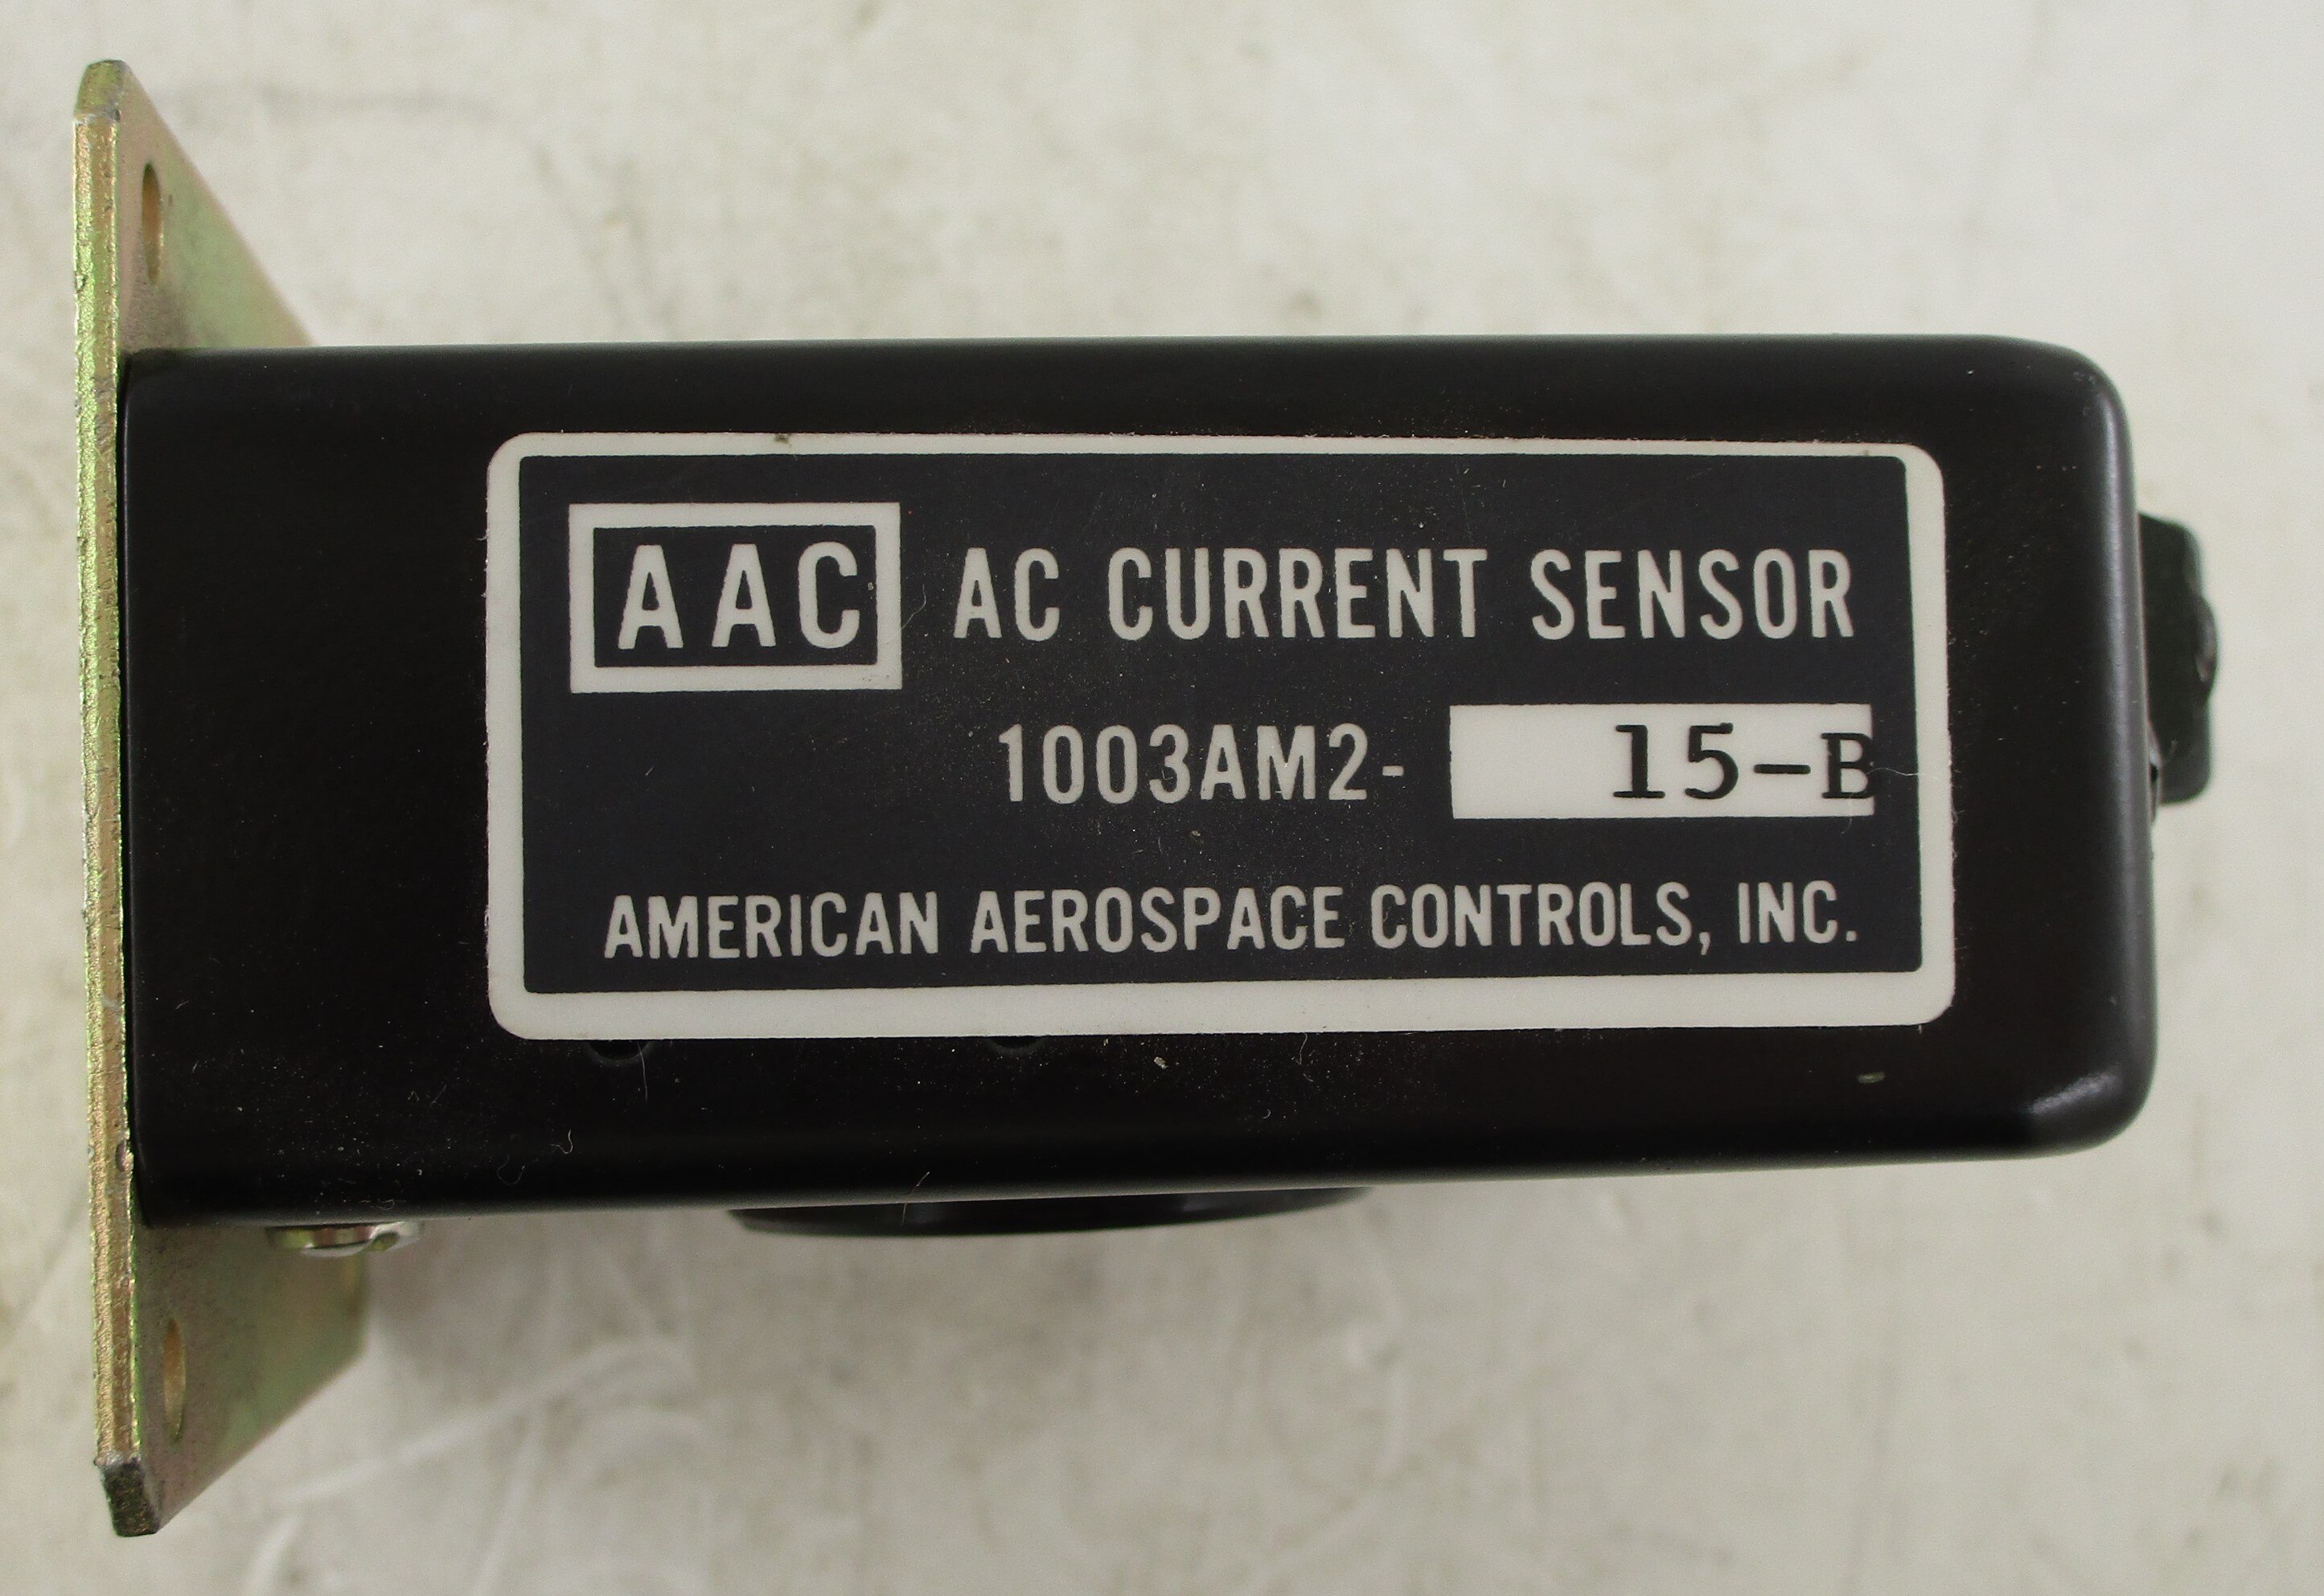 AAC AC CURRENT SENSOR
1003AM2- 15-B
AMERICAN AEROSPACE CONTROLS, INC.